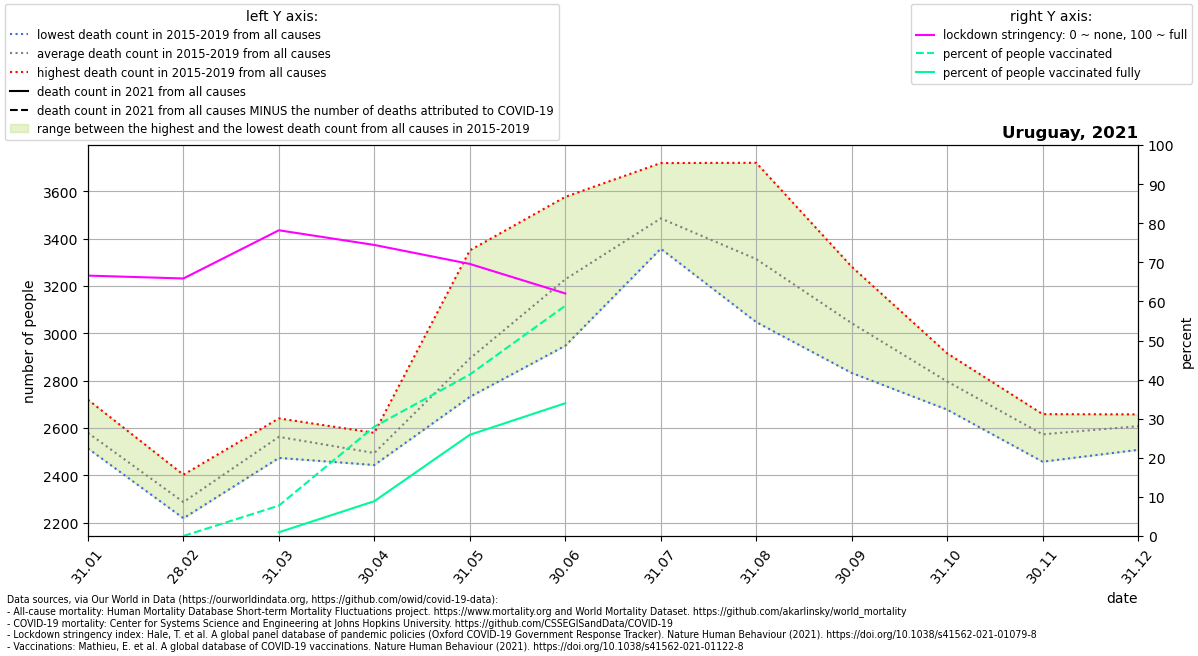 left Y axis:
lowest death count in 2015-2019 from all causes
average death count in 2015-2019 from all causes
highest death count in 2015-2019 from all causes
death count in 2021 from all causes
death count in 2021 from all causes MINUS the number of deaths attributed to COVID-19
range between the highest and the lowest death count from all causes in 2015-2019
right Y axis:
lockdown stringency: 0 ~ none, 100 ~ full
percent of people vaccinated
percent of people vaccinated fully
Uruguay, 2021
number of people
3600
3400
3200
3000
2800
2600
2400
2200
100
90
80
70
60
50
40
30
20
10
0
percent
31.01
28.02
31.03
30.04
31.05
30.06
31.07
31.08
30.09
31.10
30.11
31.12
date
Data sources, via Our World in Data (https://ourworldindata.org, https://github.com/owid/covid-19-data):
- All-cause mortality: Human Mortality Database Short-term Mortality Fluctuations project. https://www.mortality.org and World Mortality Dataset. https://github.com/akarlinsky/world_mortality
- COVID-19 mortality: Center for Systems Science and Engineering at Johns Hopkins University. https://github.com/CSSEGISandData/COVID-19
- Lockdown stringency index: Hale, T. et al. A global panel database of pandemic policies (Oxford COVID-19 Government Response Tracker). Nature Human Behaviour (2021). https://doi.org/10.1038/s41562-021-01079-8
- Vaccinations: Mathieu, E. et al. A global database of COVID-19 vaccinations. Nature Human Behaviour (2021). https://doi.org/10.1038/s41562-021-01122-8